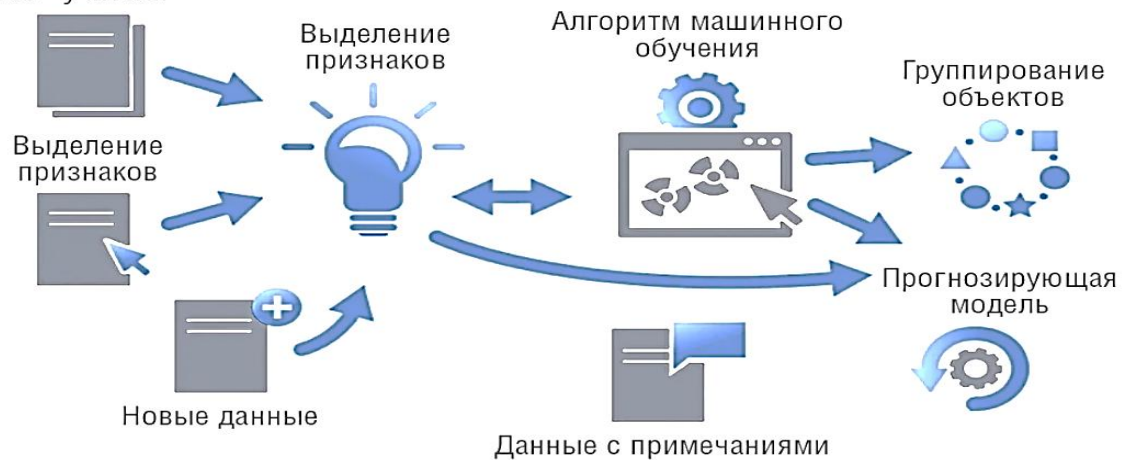 Выделение
признаков
Алгоритм машинного
обучения
Группирование
объектов
Выделение
признаков
Прогнозирующая
модель
Новые данные
Данные с примечаниями